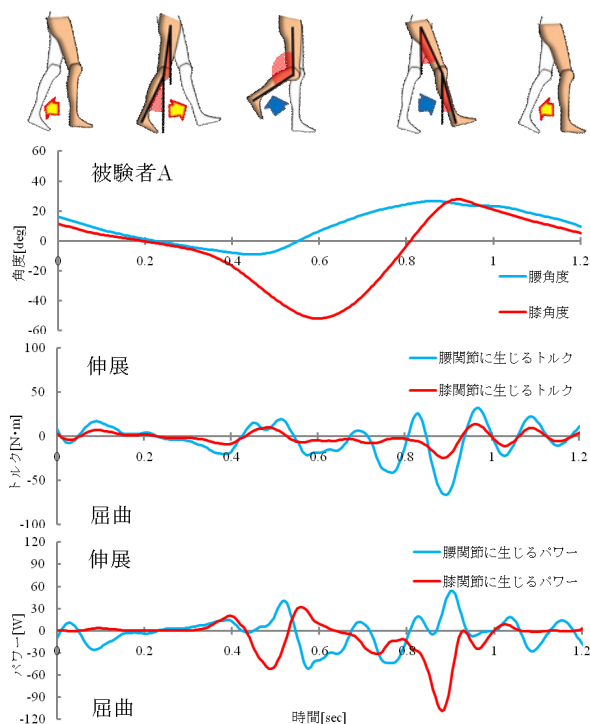 被験者A
角度[deg]
60
40
20
0
-20
-40
-60
0
0.2
0.4
0.6
0.8
1
1.2
腰角度
膝角度
伸展
屈曲
トルク[N・m]
100
50
0
-50
-100
0
0.2
0.4
0.6
0.8
1
1.2
腰関節に生じるトルク
膝関節に生じるトルク
伸展
屈曲
パワー[W]
120
90
60
30
0
-30
-60
-90
-120
0
0.2
0.4
0.6
0.8
1
1.2
腰関節に生じるパワー
膝関節に生じるパワー
時間[sec]